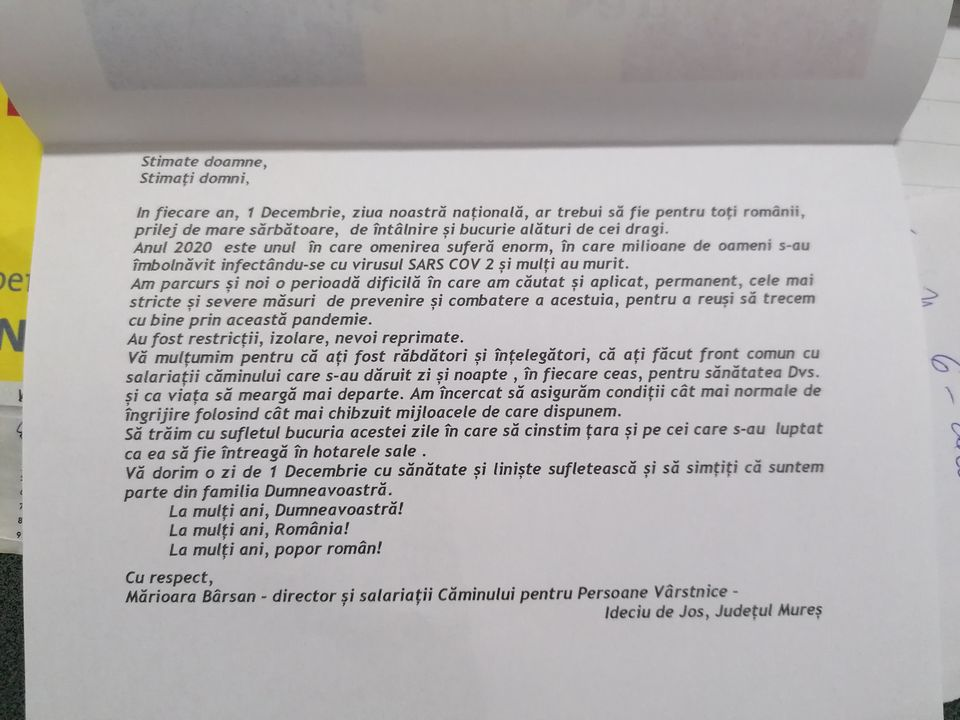 Stimate doamne,
Stimați domni,
In fiecare an, 1 Decembrie, ziua noastră națională, ar trebui să fie pentru toți românii,
prilej de mare sărbătoare, de întâlnire și bucurie alături de cei dragi.
Anul 2020 este unul în care omenirea suferă enorm, în care milioane de oameni s-au
îmbolnăvit infectându-se cu virusul SARS COV 2 și mulți au murit.
Am parcurs și noi o perioadă dificilă în care am căutat și aplicat, permanent, cele mai
stricte și severe măsuri de prevenire și combatere a acestuia, pentru a reuși să trecem
cu bine prin această pandemie.
Au fost restricții, izolare, nevoi reprimate.
Vă mulțumim pentru că ați fost răbdători și înțelegători, că ați făcut front comun cu
salariații căminului care s-au dăruit zi și noapte , în fiecare ceas, pentru sănătatea Dvs.
și ca viața să meargă mai departe. Am încercat să asigurăm condiții cât mai normale de
îngrijire folosind cât mai chibzuit mijloacele de care dispunem.
Să trăim cu sufletul bucuria acestei zile în care să cinstim țara și pe cei care s-au luptat
ca ea să fie întreagă în hotarele sale .
Vă dorim o zi de 1 Decembrie cu sănătate și liniște sufletească și să simțiți că suntem
parte din familia Dumneavoastră.
La mulți ani, Dumneavoastră!
La mulți ani, România!
La mulți ani, popor român!
Cu respect,
Mărioara Bârsan – director și salariații Căminului pentru Persoane Vârstnice –
Ideciu de Jos, Județul Mureș